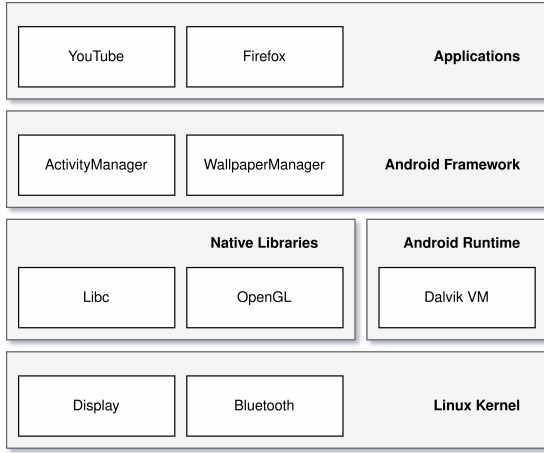 YouTube Firefox Applications
ActivityManager WallpaperManager Android Framework
Native Libraries Android Runtime
Libc OpenGL Dalvik VM
Display Bluetooth Linux Kernel